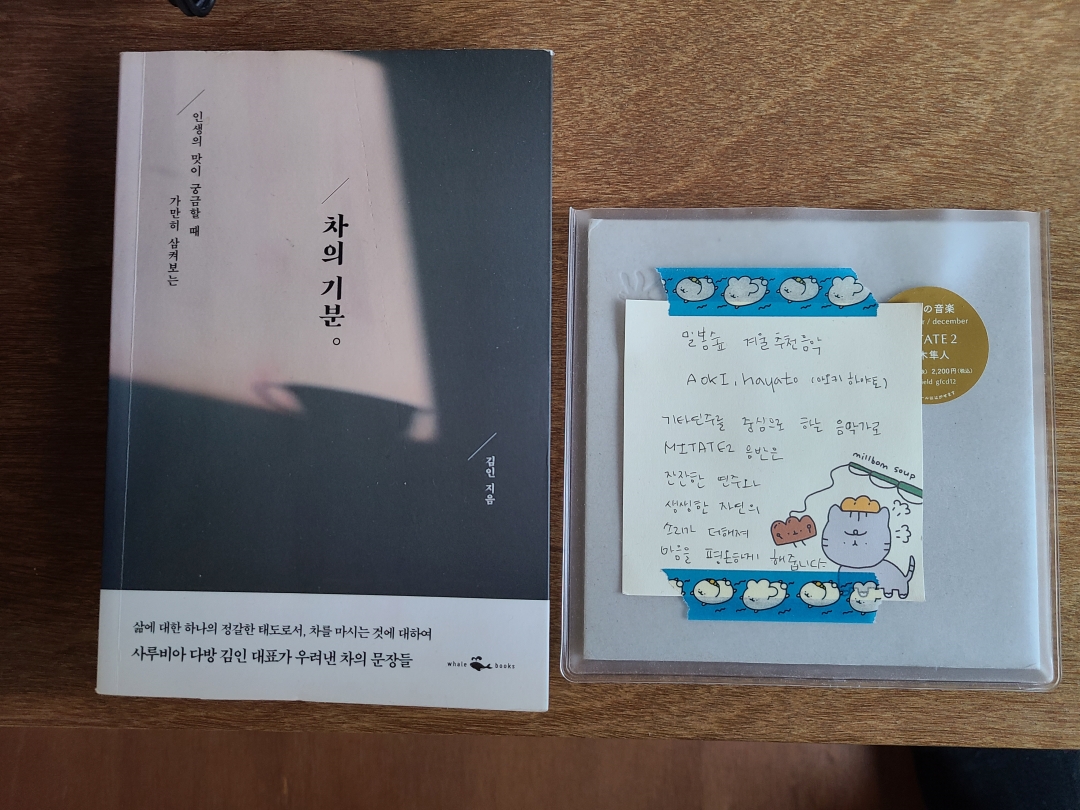 인생의 맛이 궁금할 때
가만히 삼켜보는
차의 기분。
김인 지음
삶에 대한 하나의 정갈한 태도로서, 차를 마시는 것에 대하여
사루비아 다방 김인 대표가 우려낸 차의 문장들
whale books
밀봉숲 겨울 추천음악
AOKI, hayato (아오키 하야토)
기타연주를 중심으로 하는 음악가로
MITATE2 음반은
잔잔한 연주와
생생한 자연의
소리가 더해져
마음을 평온하게 해줍니다
millbom soup
の音楽
/ december
TATE 2
木隼人
2,200円(税込)
field gfcd12